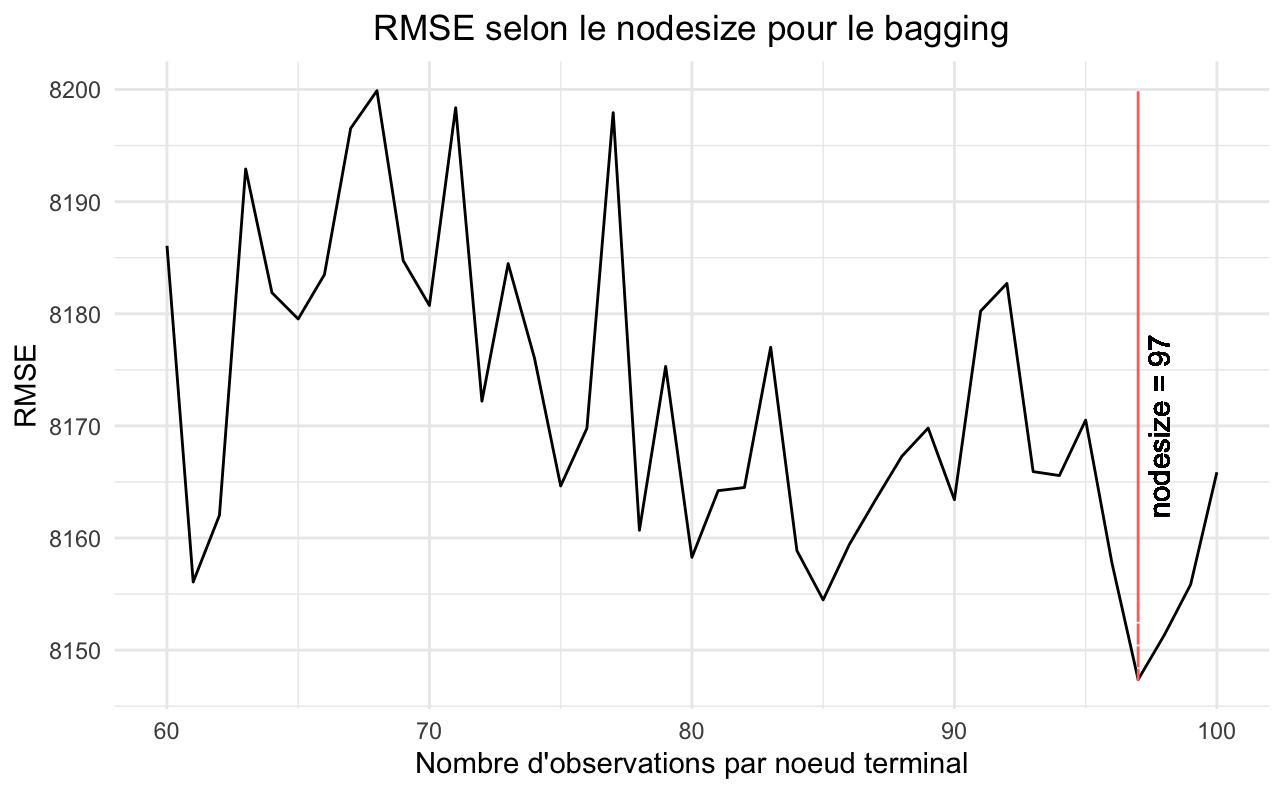 RMSE selon le nodesize pour le bagging
8200
8190
8180
8170
8160
8150
RMSE
nodesize = 97
60
70
80
90
100
Nombre d'observations par noeud terminal